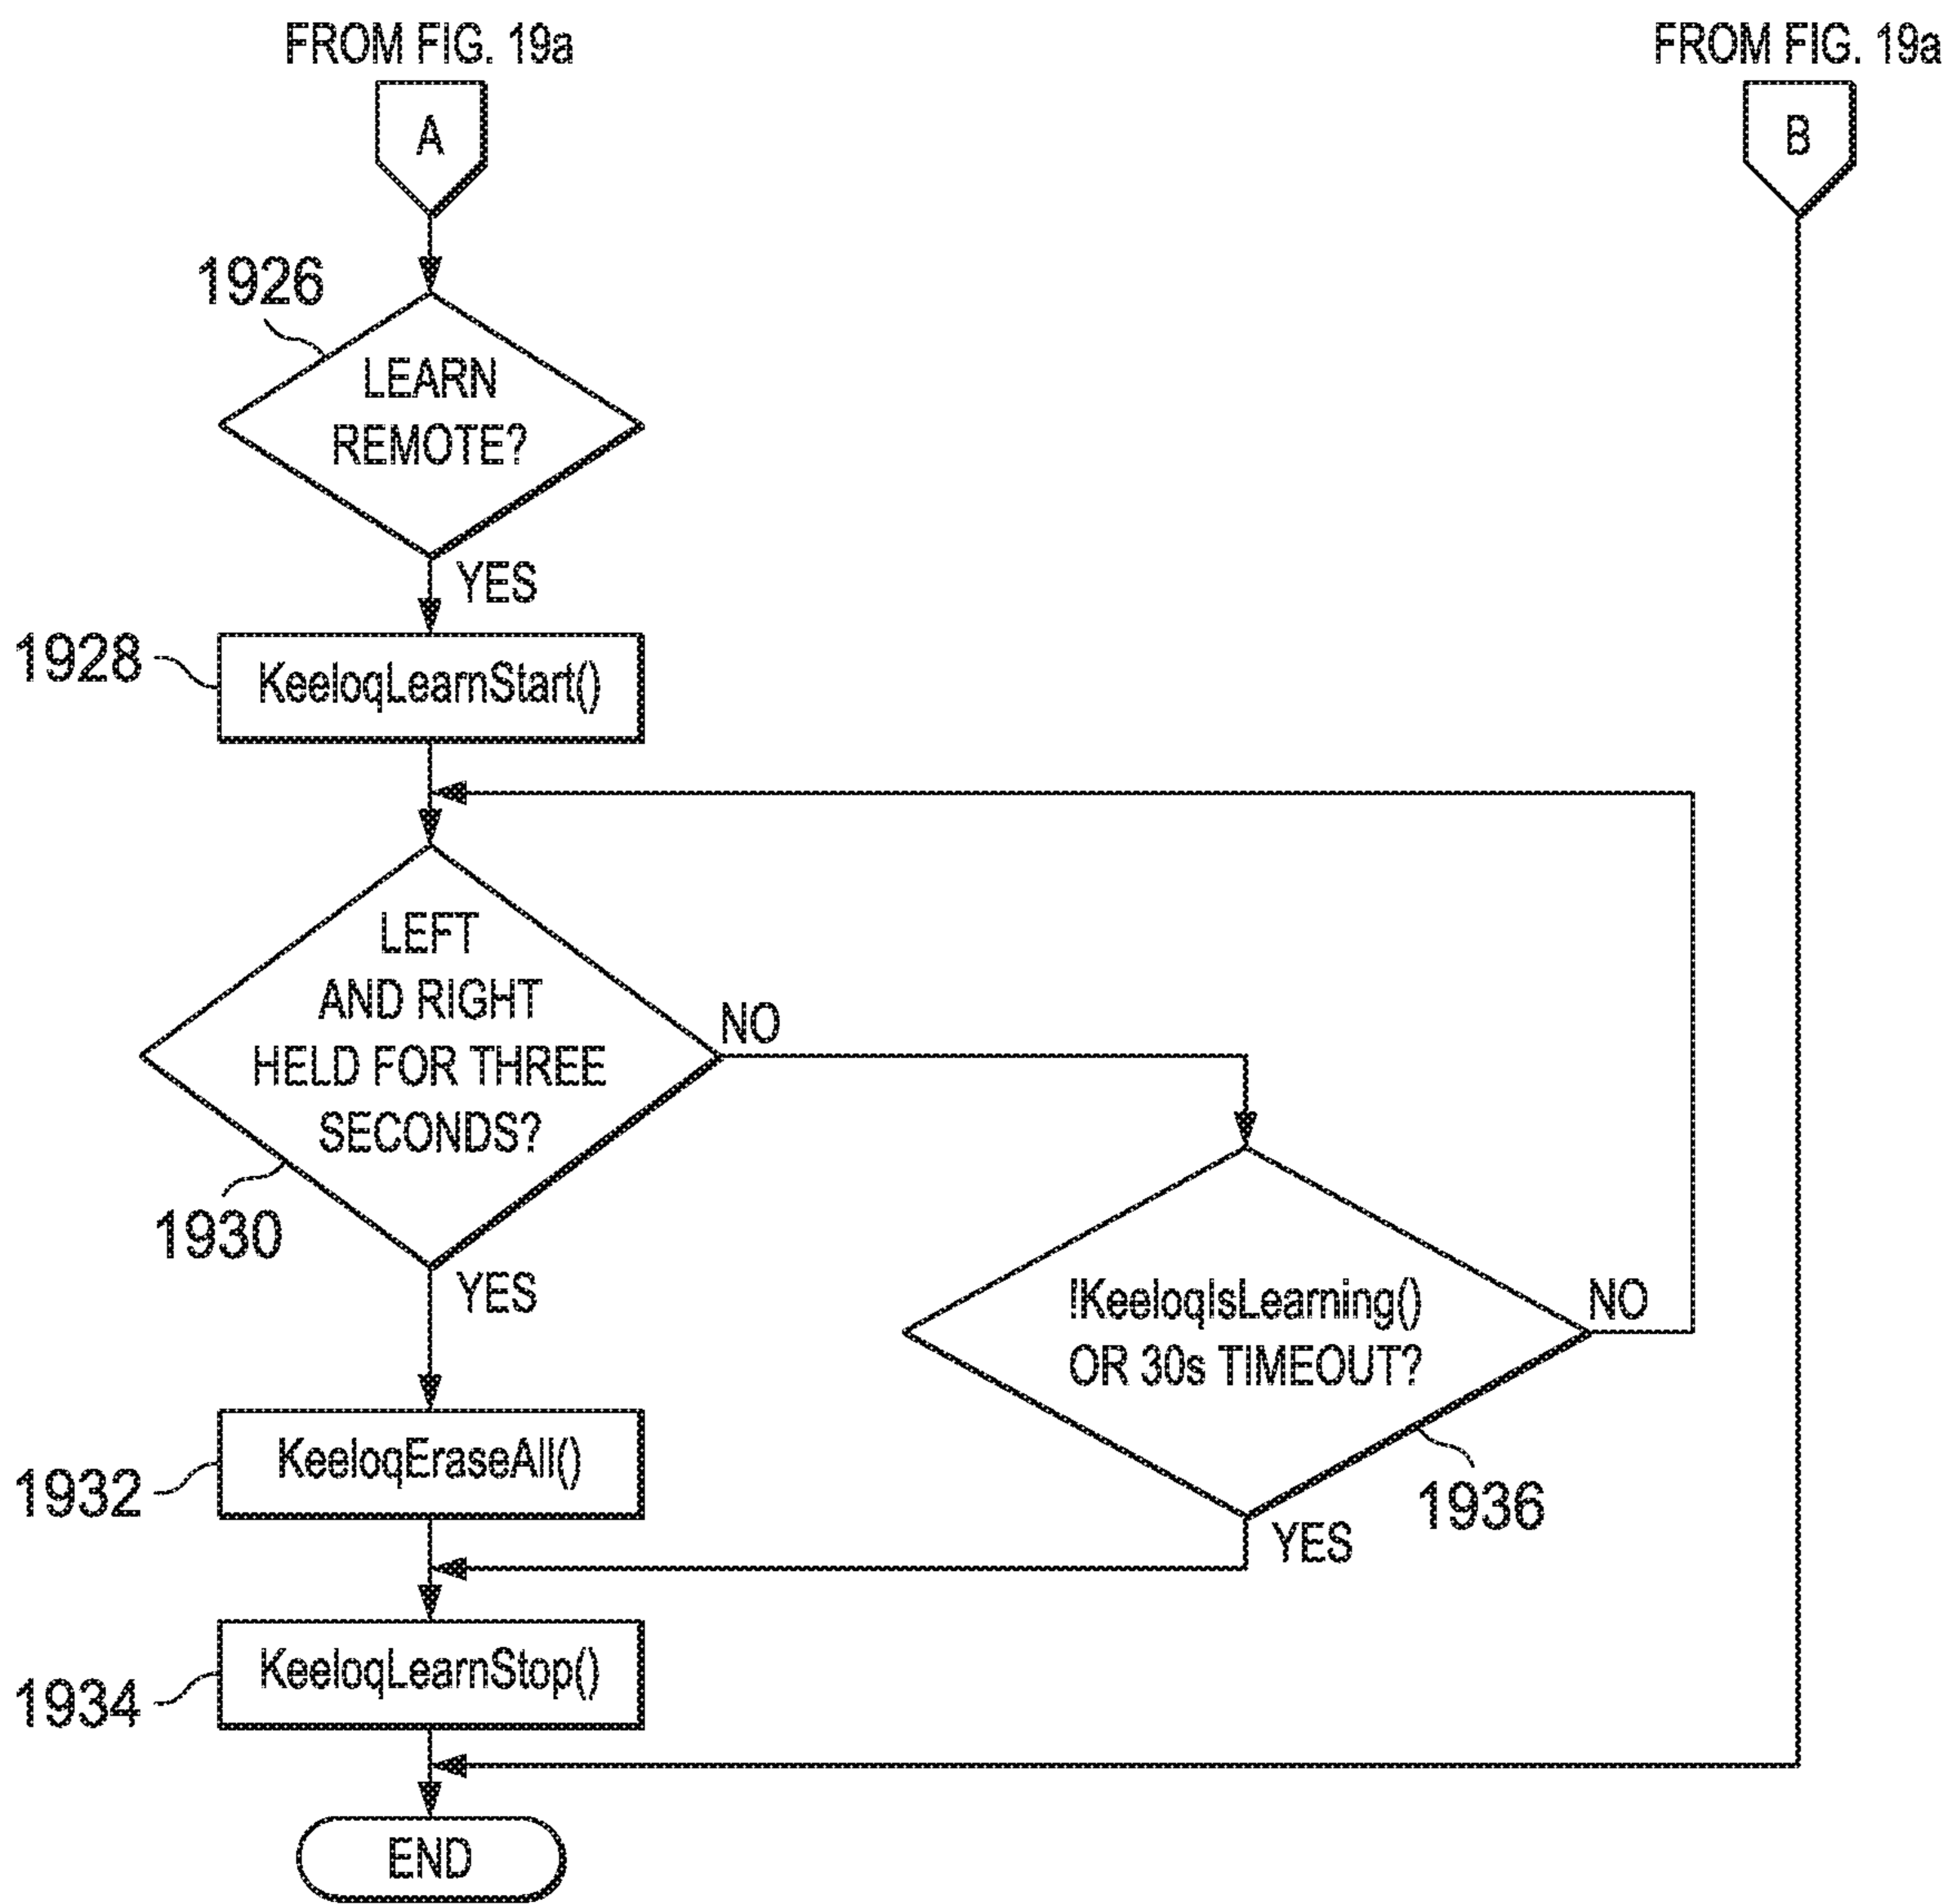 FROM FIG. 19a
FROM FIG. 19a
A
B
1926
LEARN
REMOTE?
YES
1928
KeeloqLearnStart()
LEFT
AND RIGHT
HELD FOR THREE
SECONDS?
NO
1930
YES
!KeeloqIsLearning()
OR 30s TIMEOUT?
NO
1932
KeeloqEraseAll()
1936
YES
1934
KeeloqLearnStop()
END